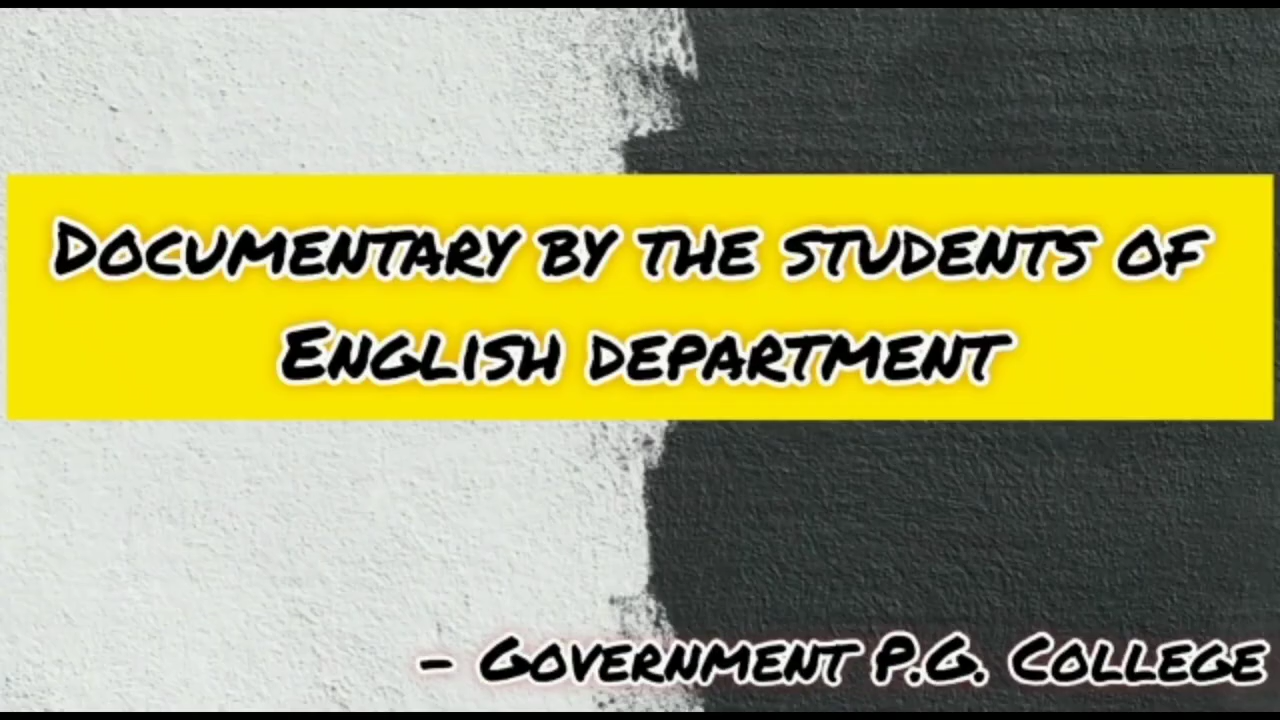 Documentary by the students of
English department
- Government P.G. College